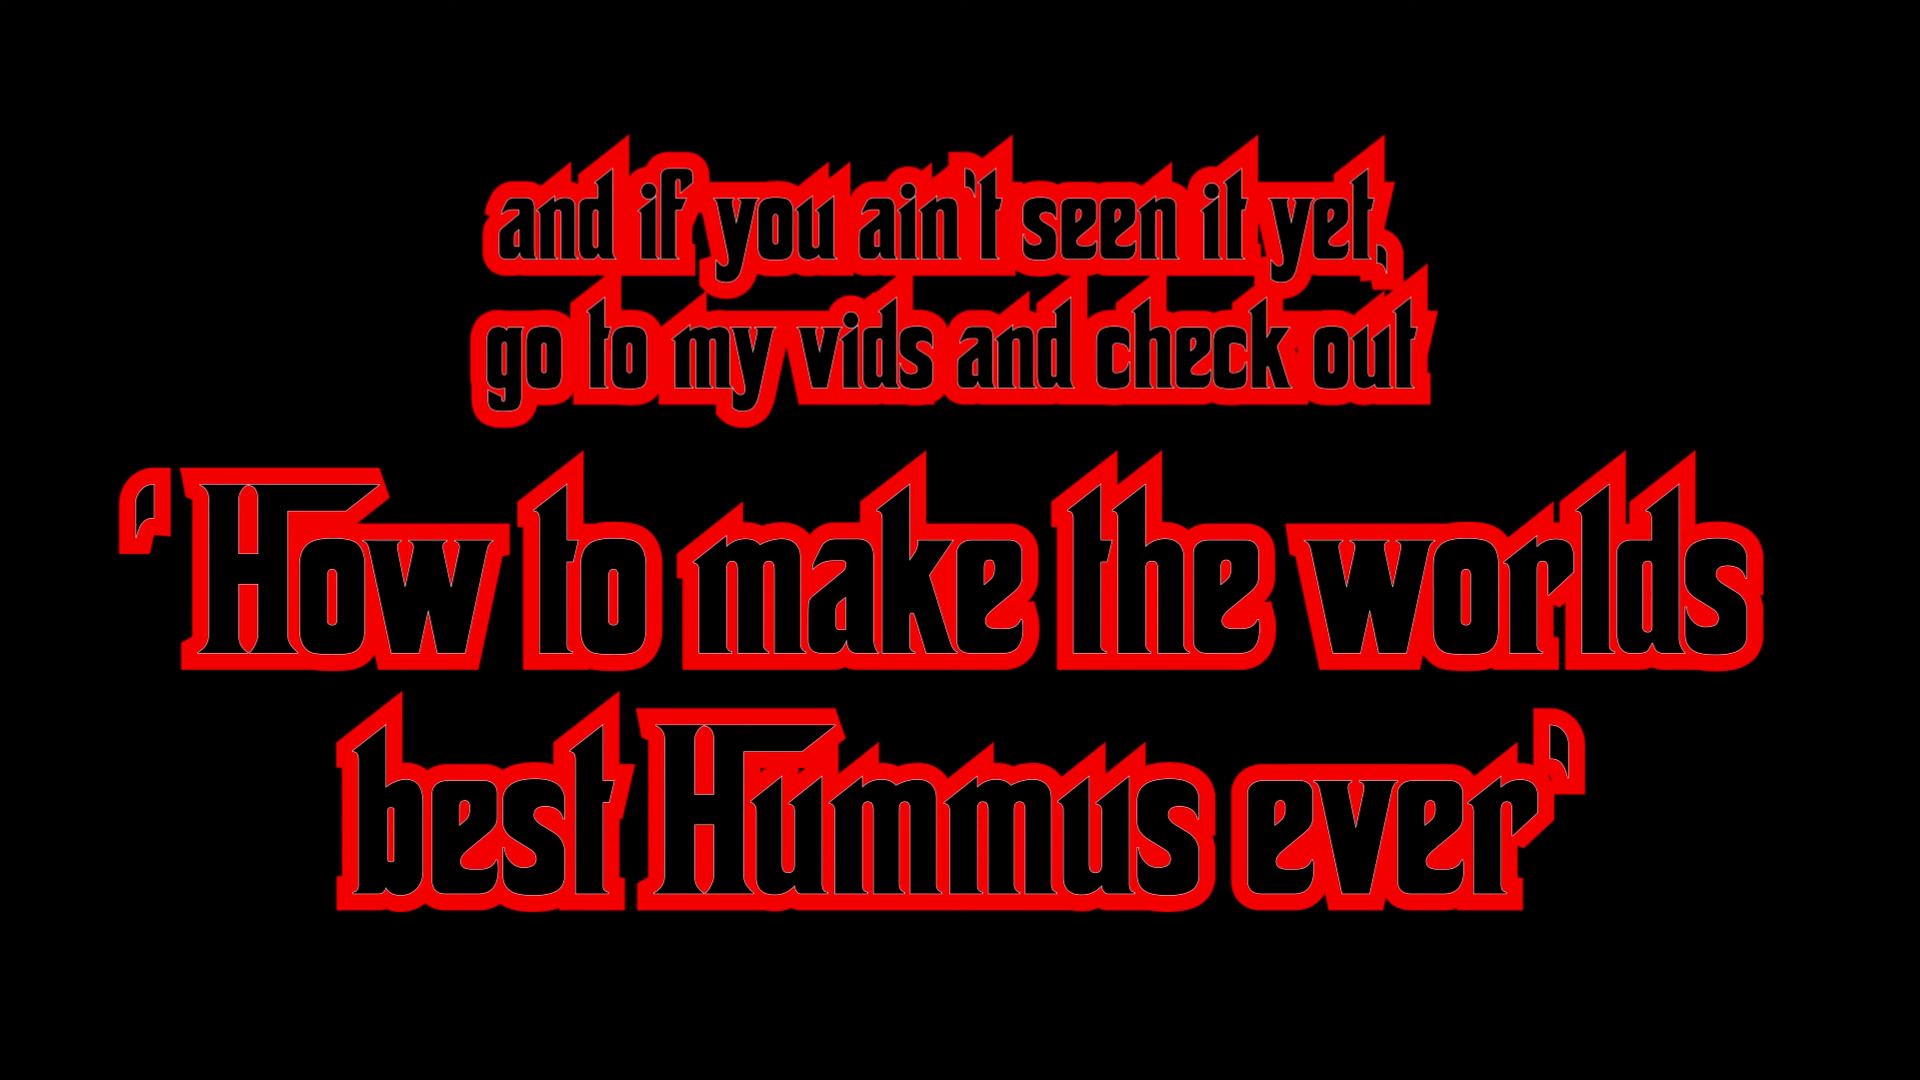 and if you ain't seen it yet,
go to my vids and check out
'How to make the worlds
best Hummus ever'